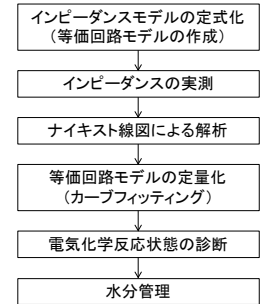 インピーダンスモデルの定式化
（等価回路モデルの作成）
インピーダンスの実測
ナイキスト線図による解析
等価回路モデルの定量化
（カーブフィッティング）
電気化学反応状態の診断
水分管理